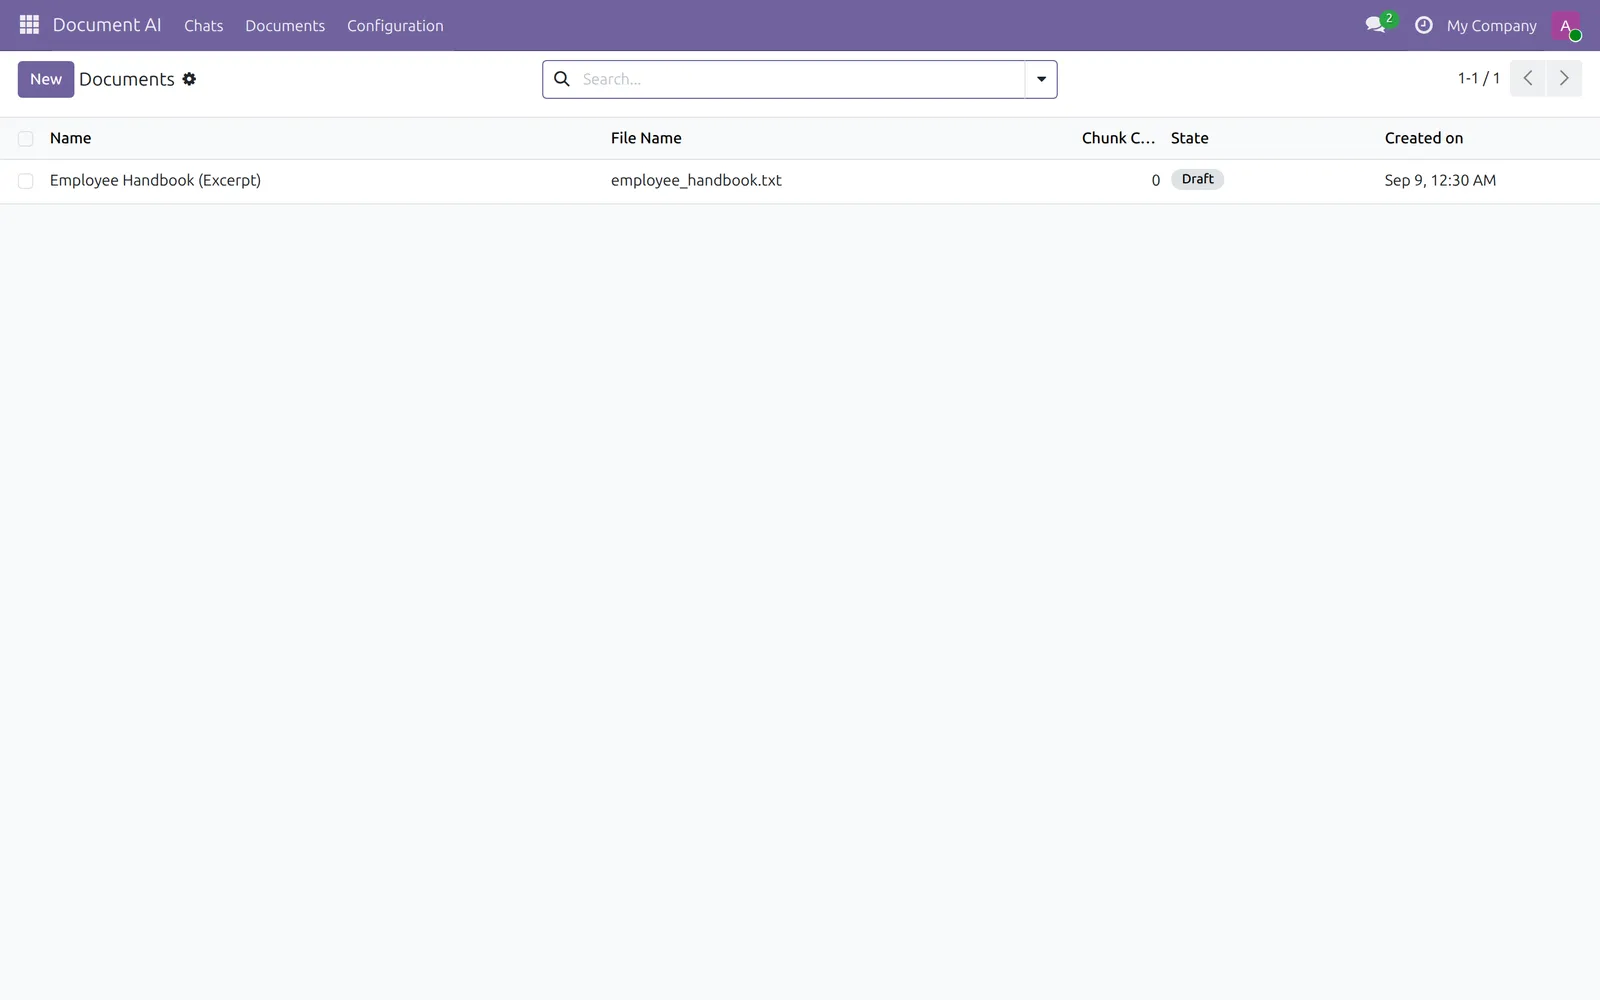 Document AI Chats Documents Configuration 2 My Company A
New Documents Search... 1-1 / 1
Name File Name Chunk C... State Created on
Employee Handbook (Excerpt) employee_handbook.txt 0 Draft Sep 9, 12:30 AM